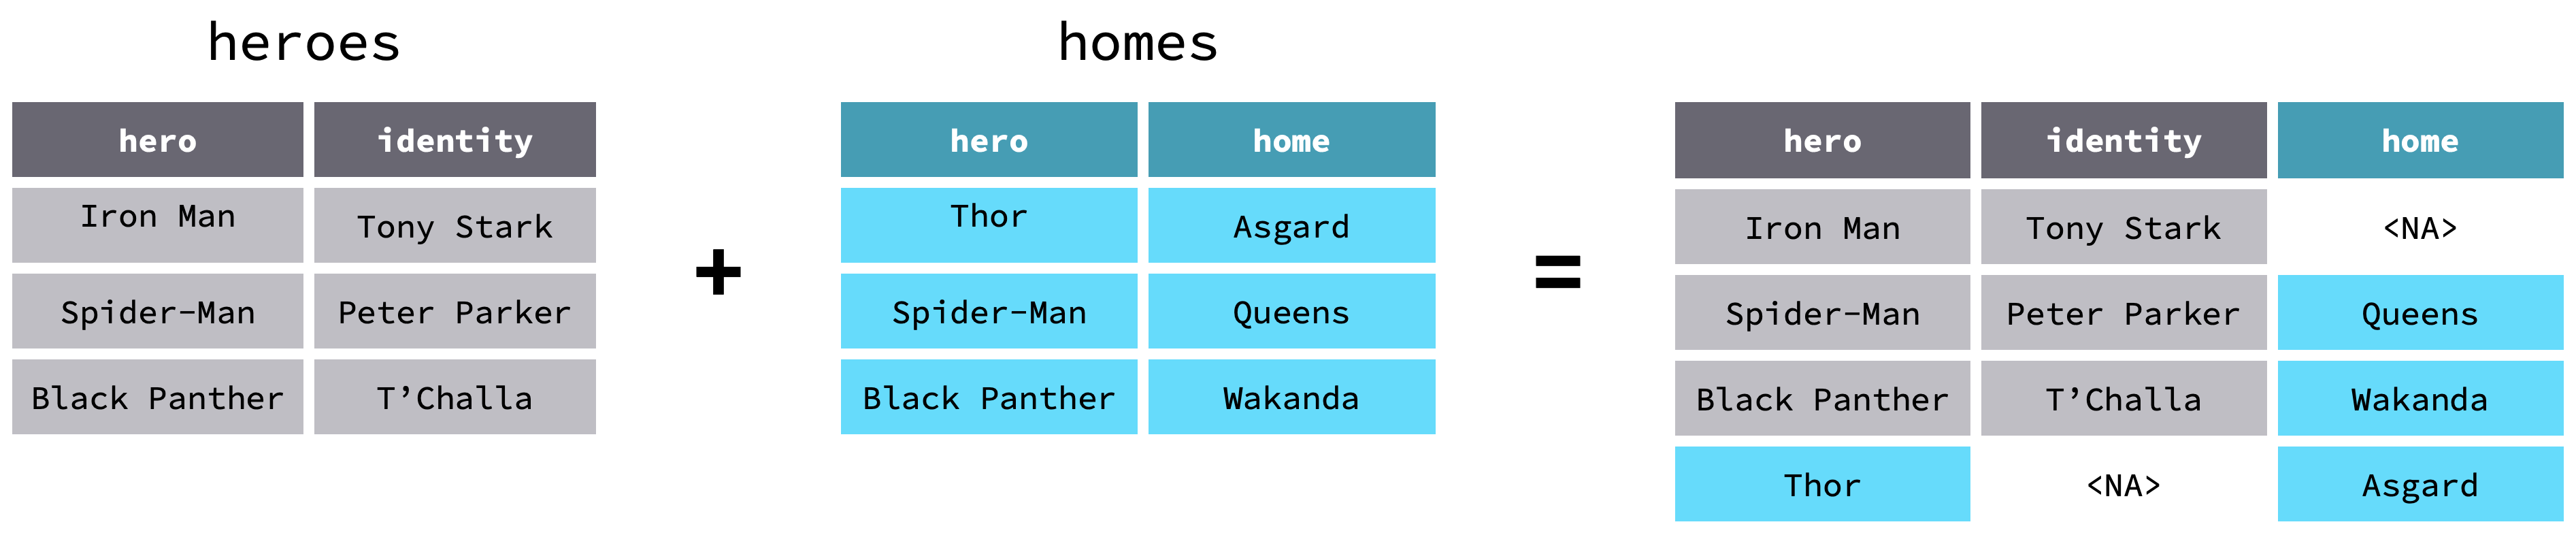 heroes
homes
hero identity
Iron Man Tony Stark
Spider-Man Peter Parker
Black Panther T’Challa
+
hero home
Thor Asgard
Spider-Man Queens
Black Panther Wakanda
=
hero identity home
Iron Man Tony Stark <NA>
Spider-Man Peter Parker Queens
Black Panther T’Challa Wakanda
Thor <NA> Asgard